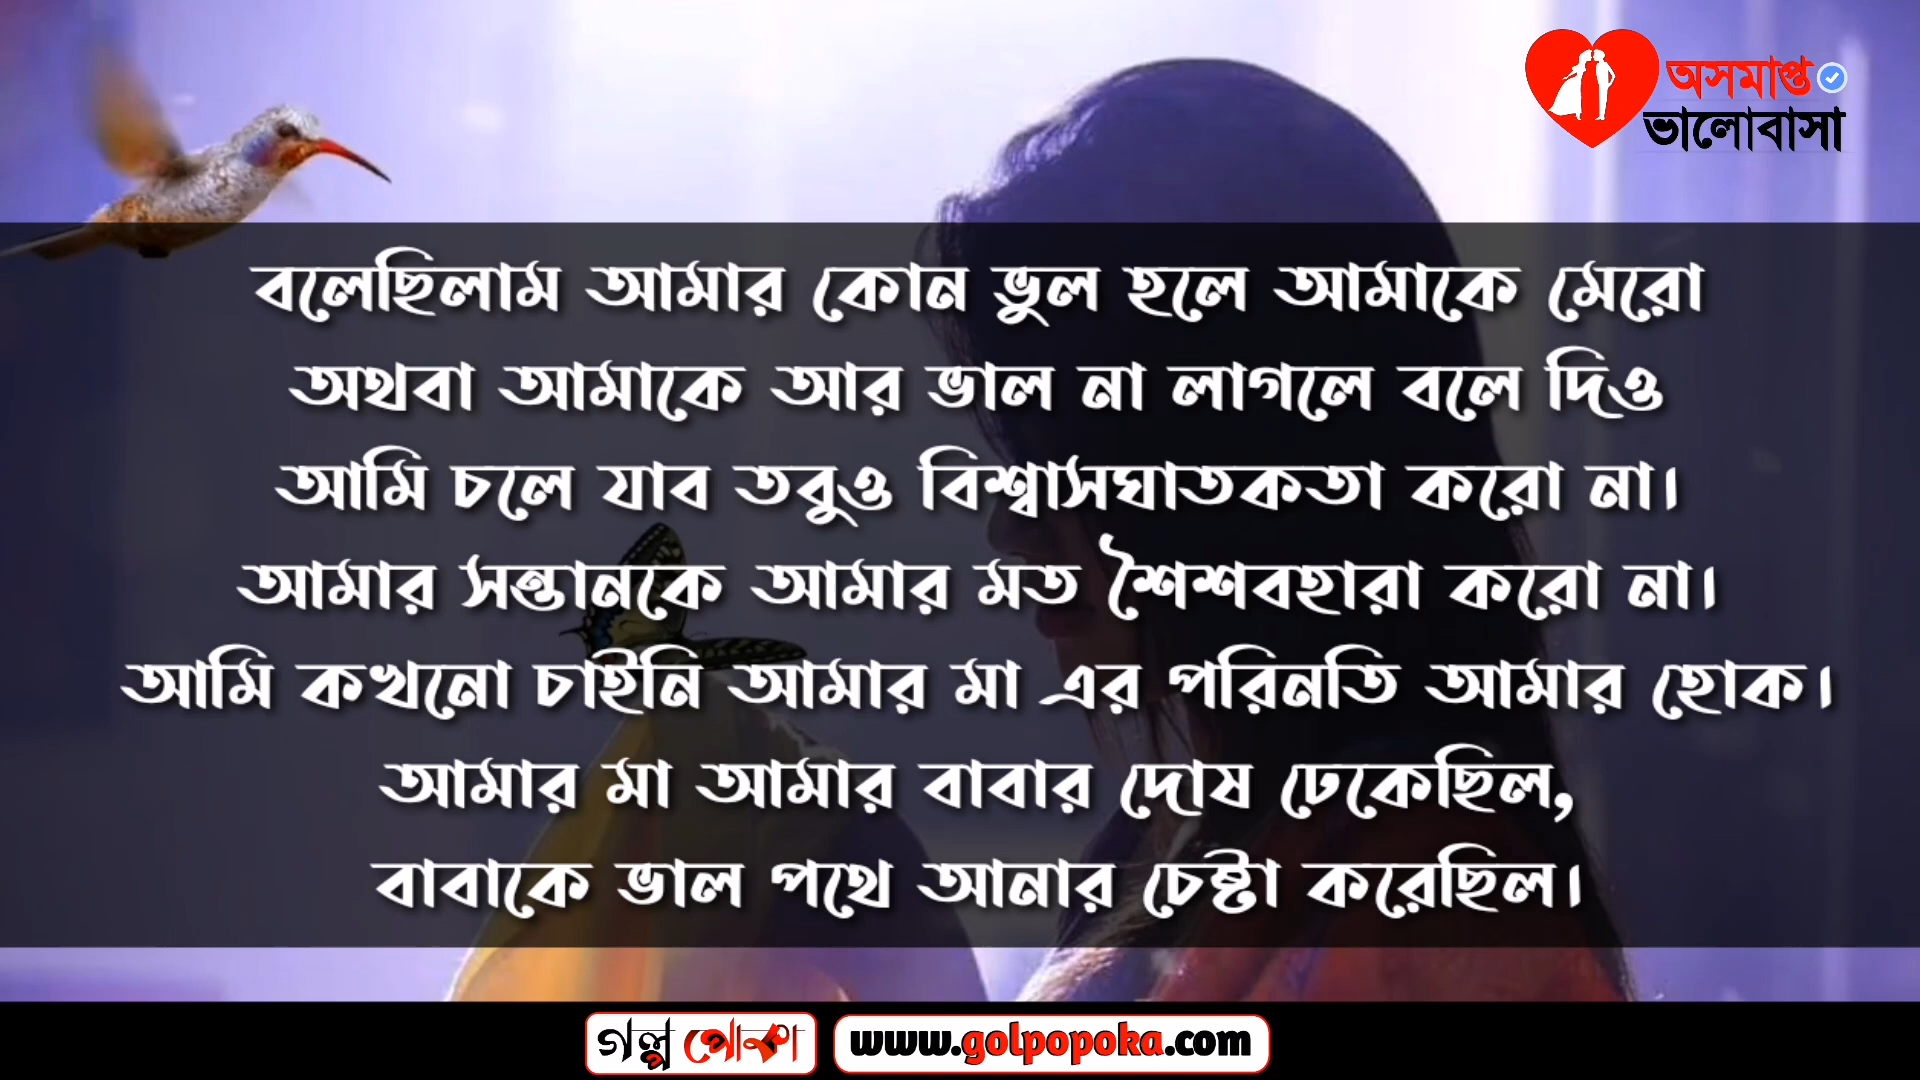 অসমাপ্ত
ভালোবাসা
বলেছিলাম আমার কোন ভুল হলে আমাকে মেরো
অথবা আমাকে আর ভাল না লাগলে বলে দিও
আমি চলে যাব তবুও বিশ্বাসঘাতকতা করো না।
আমার সন্তানকে আমার মত শৈশবহারা করো না।
আমি কখনো চাইনি আমার মা এর পরিনতি আমার হোক।
আমার মা আমার বাবার দোষ ঢেকেছিল,
বাবাকে ভাল পথে আনার চেষ্টা করেছিল।
গল্প পোকা www.golpopoka.com